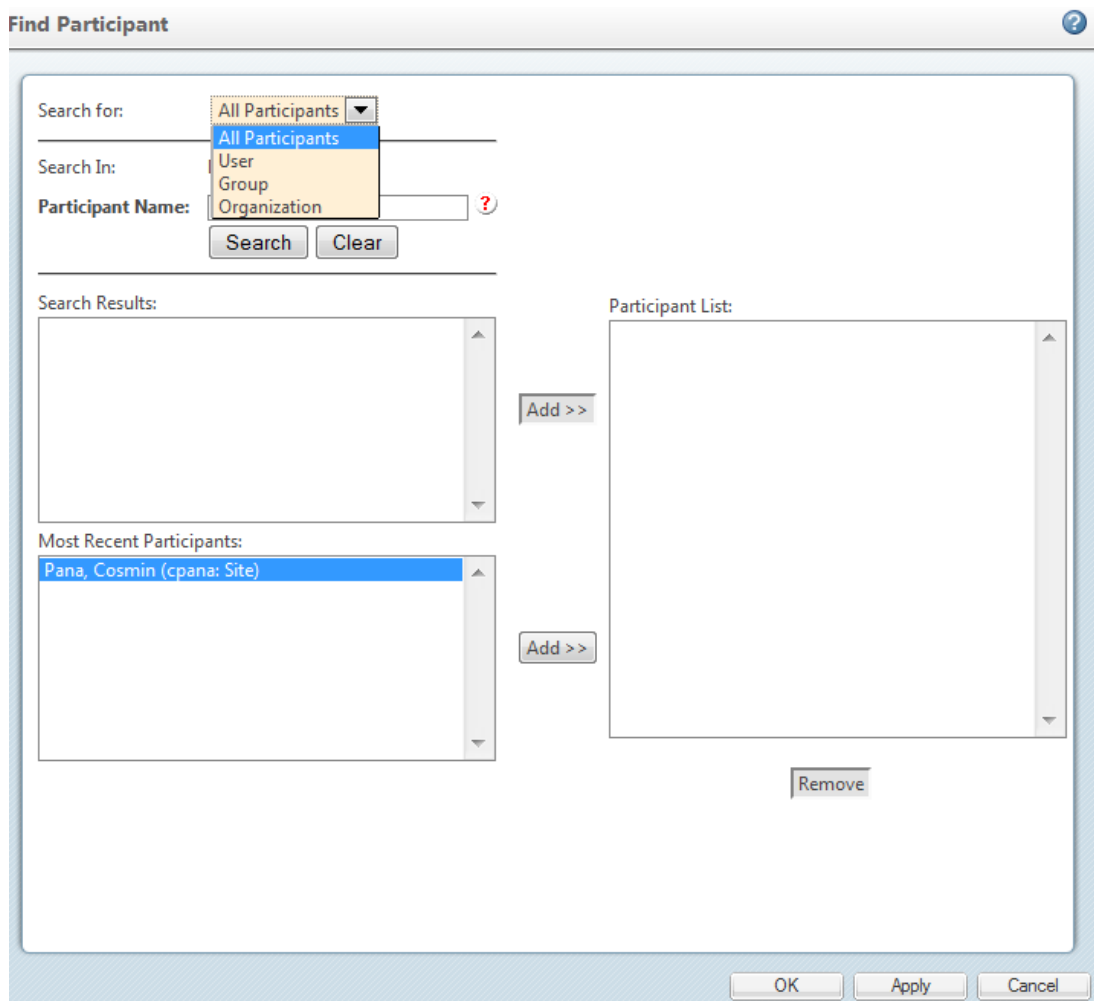 Find Participant
?
Search for: All Participants
All Participants
Search In: User
Group
Participant Name: Organization ?
Search Clear
Search Results: Participant List:
Add >>
Most Recent Participants:
Pana, Cosmin (cpana: Site)
Add >>
Remove
OK Apply Cancel